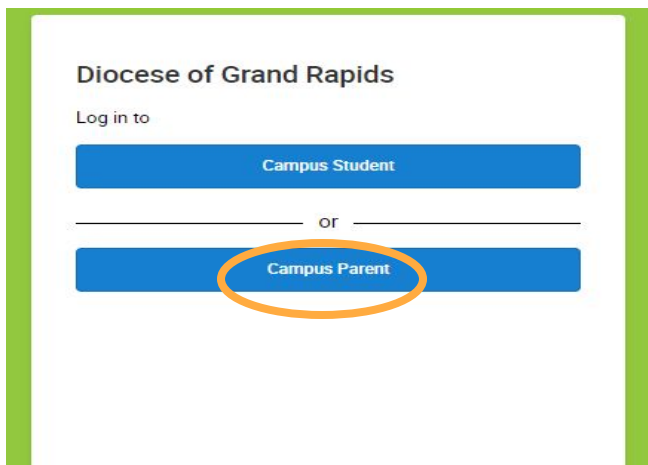 Diocese of Grand Rapids
Log in to
Campus Student
or
Campus Parent